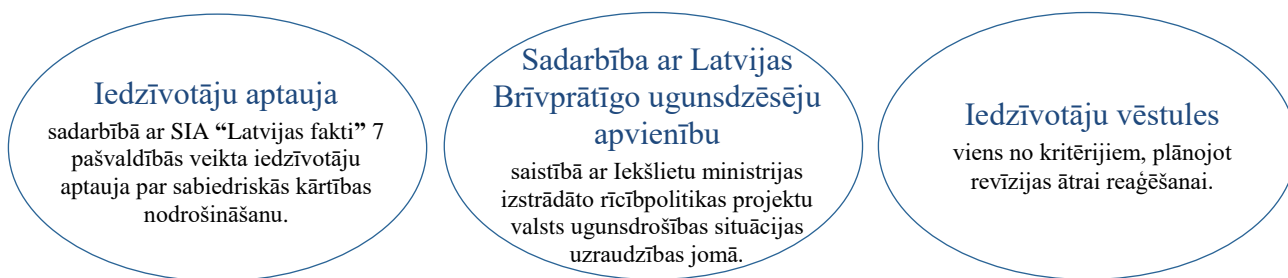 Iedzīvotāju aptauja
sadarbībā ar SIA “Latvijas fakti” 7
pašvaldībās veikta iedzīvotāju
aptauja par sabiedriskās kārtības
nodrošināšanu.
Sadarbība ar Latvijas
Brīvprātīgo ugunsdzēsēju
apvienību
saistībā ar Iekšlietu ministrijas
izstrādāto rīcībpolitikas projektu
valsts ugunsdrošības situācijas
uzraudzības jomā.
Iedzīvotāju vēstules
viens no kritērijiem, plānojot
revīzijas ātrai reaģēšanai.